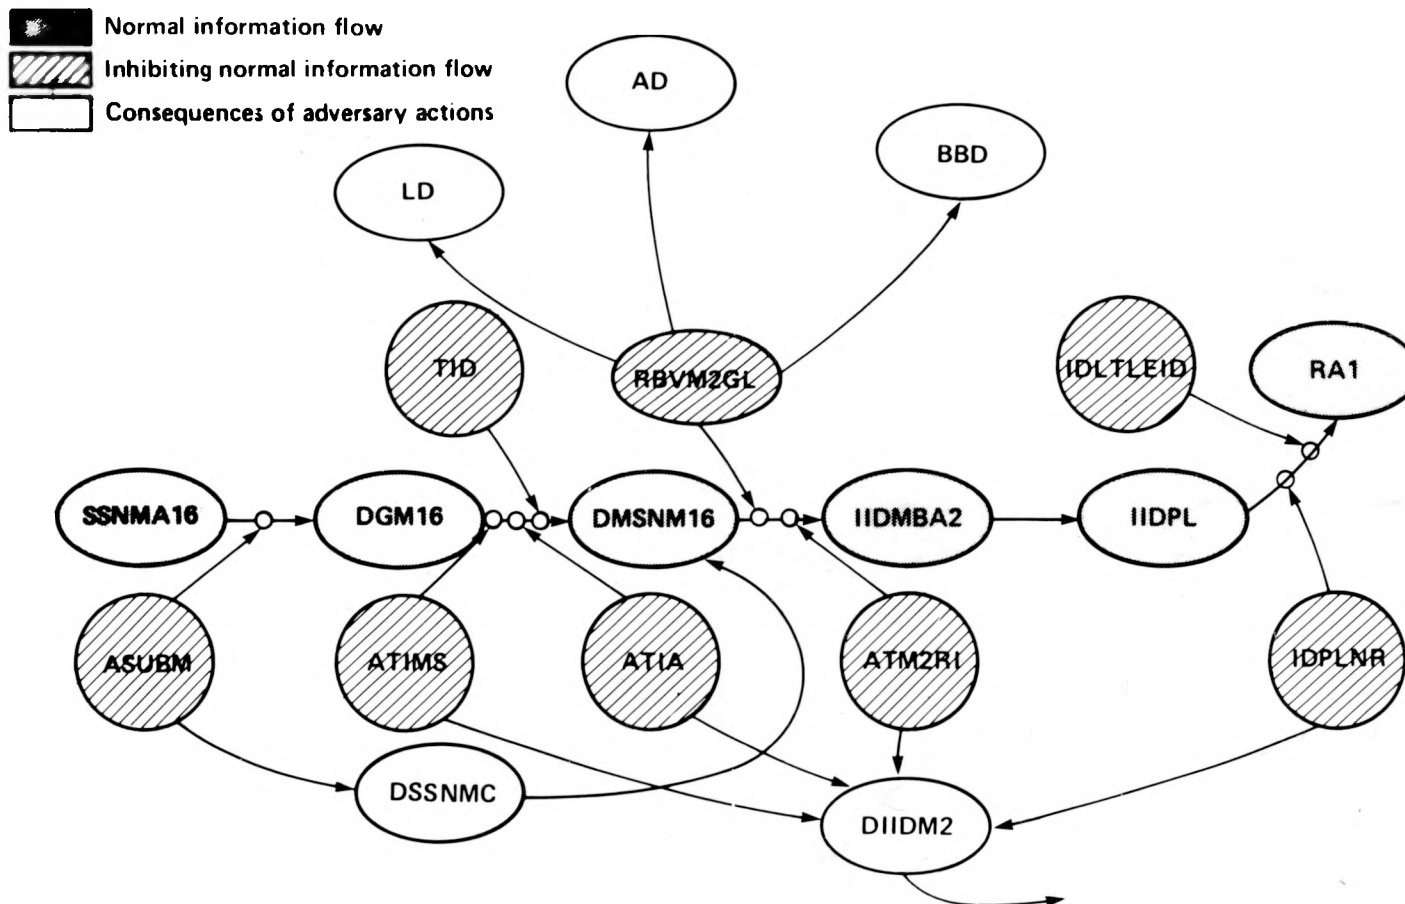 Normal information flow
Inhibiting normal information flow
Consequences of adversary actions
AD
BBD
LD
TID
RBVM2GL
IDLTLEID
RA1
SSNMA16
DGM16
DMSNM16
IIDMBA2
IIDPL
ASUBM
ATIMS
ATIA
ATM2RI
IDPLNR
DSSNMC
DIIDM2